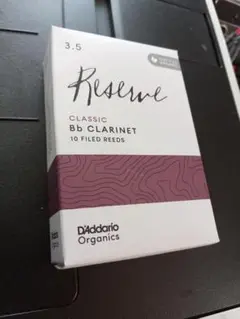 3.5
Reserve
CLASSIC
Bb CLARINET
10 FILED REEDS
D'Addario
Organics